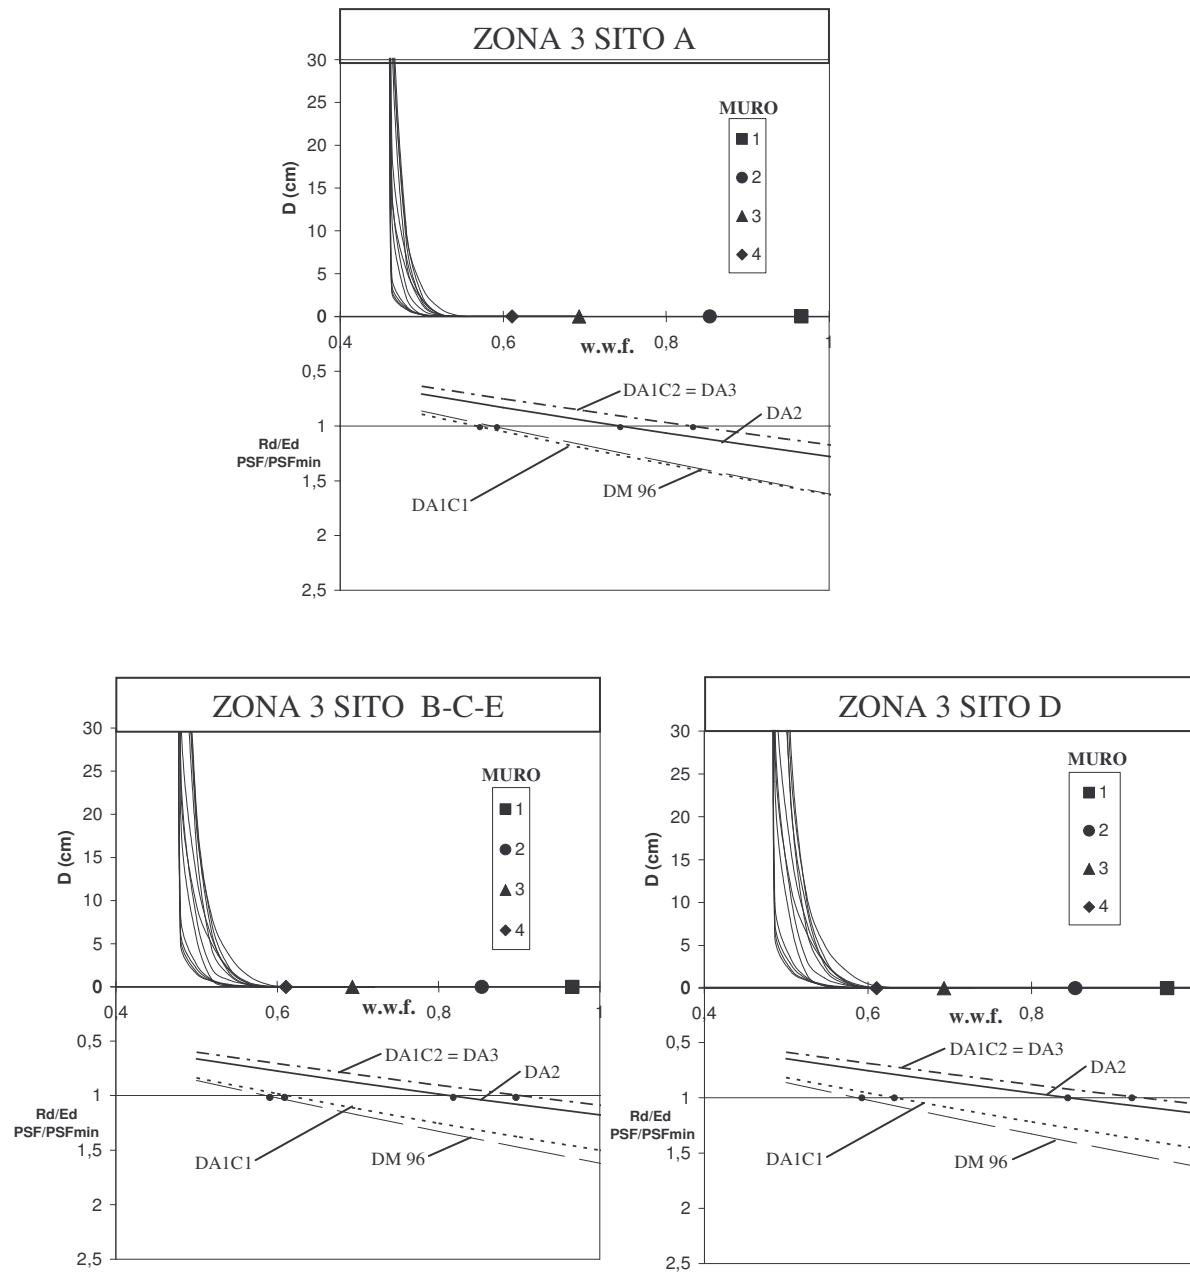 ZONA 3 SITO A
30
25
20
15
10
5
0
D (cm)
MURO
1
2
3
4
0.4
0,6
0,8
1
w.w.f.
0,5
1
1,5
2
2,5
Rd/Ed
PSF/PSFmin
DA1C2 = DA3
DA2
DA1C1
DM 96
ZONA 3 SITO B-C-E
30
25
20
15
10
5
0
D (cm)
MURO
1
2
3
4
0.4
0,6
0,8
1
w.w.f.
0,5
1
1,5
2
2,5
Rd/Ed
PSF/PSFmin
DA1C2 = DA3
DA2
DA1C1
DM 96
ZONA 3 SITO D
30
25
20
15
10
5
0
D (cm)
MURO
1
2
3
4
0.4
0,6
0,8
w.w.f.
0,5
1
1,5
2
2,5
Rd/Ed
PSF/PSFmin
DA1C2 = DA3
DA2
DA1C1
DM 96